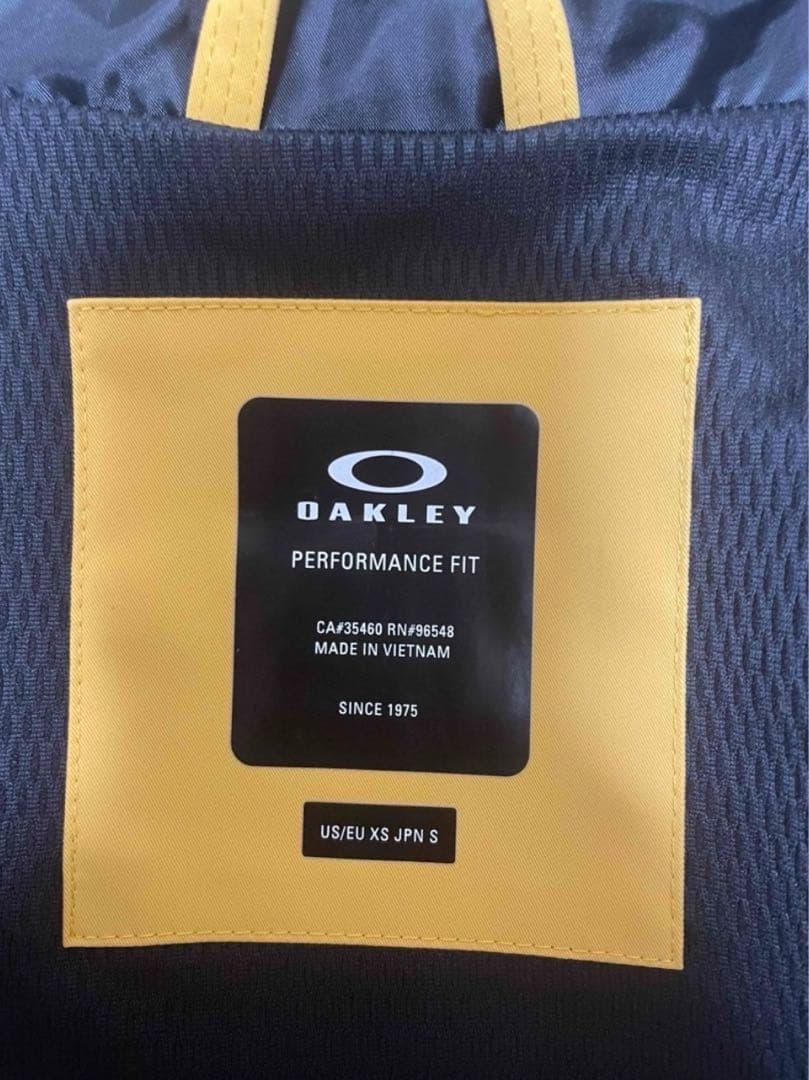 OAKLEY
PERFORMANCE FIT
CA#35460 RN#96548
MADE IN VIETNAM
SINCE 1975
US/EU XS JPN S